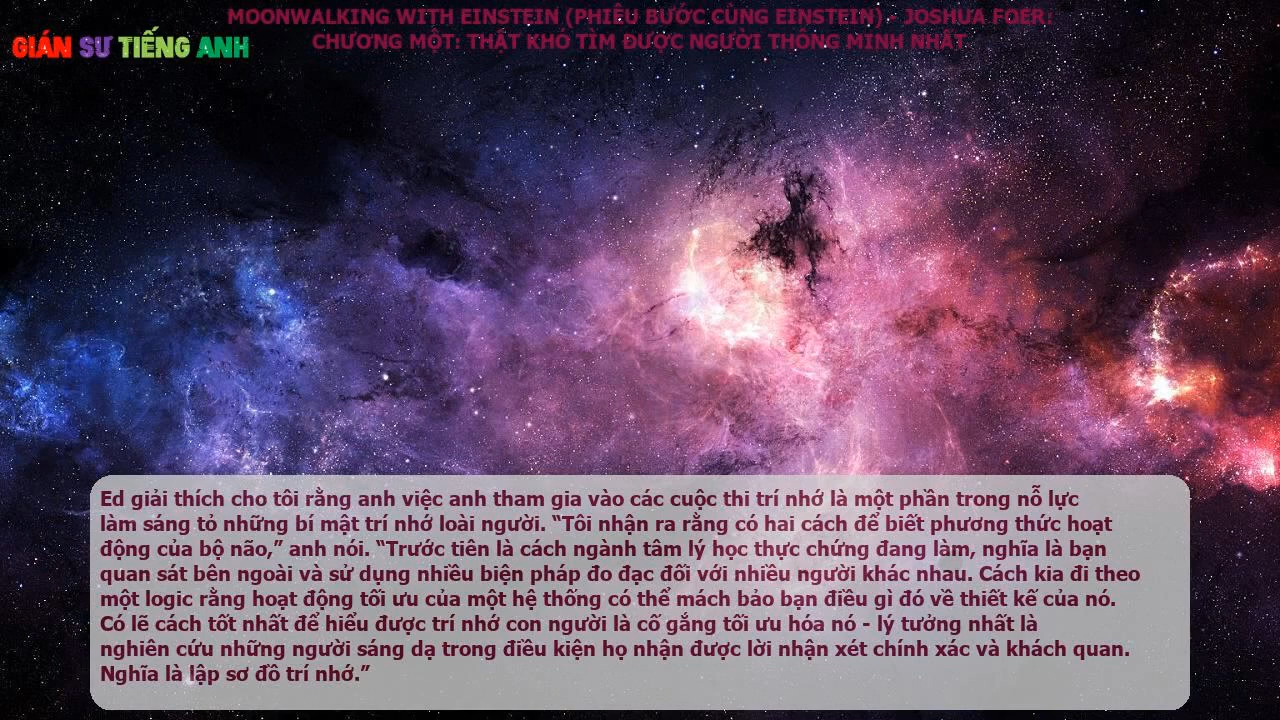 MOONWALKING WITH EINSTEIN (PHIÊU BƯỚC CÙNG EINSTEIN) - JOSHUA FOER:
CHƯƠNG MỘT: THẬT KHÓ TÌM ĐƯỢC NGƯỜI THÔNG MINH NHẤT
GIÁN SƯ TIẾNG ANH
Ed giải thích cho tôi rằng anh việc anh tham gia vào các cuộc thi trí nhớ là một phần trong nỗ lực
làm sáng tỏ những bí mật trí nhớ loài người. “Tôi nhận ra rằng có hai cách để biết phương thức hoạt
động của bộ não,” anh nói. “Trước tiên là cách ngành tâm lý học thực chứng đang làm, nghĩa là bạn
quan sát bên ngoài và sử dụng nhiều biện pháp đo đạc đối với nhiều người khác nhau. Cách kia đi theo
một logic rằng hoạt động tối ưu của một hệ thống có thể mách bảo bạn điều gì đó về thiết kế của nó.
Có lẽ cách tốt nhất để hiểu được trí nhớ con người là cố gắng tối ưu hóa nó - lý tưởng nhất là
nghiên cứu những người sáng dạ trong điều kiện họ nhận được lời nhận xét chính xác và khách quan.
Nghĩa là lập sơ đồ trí nhớ.”